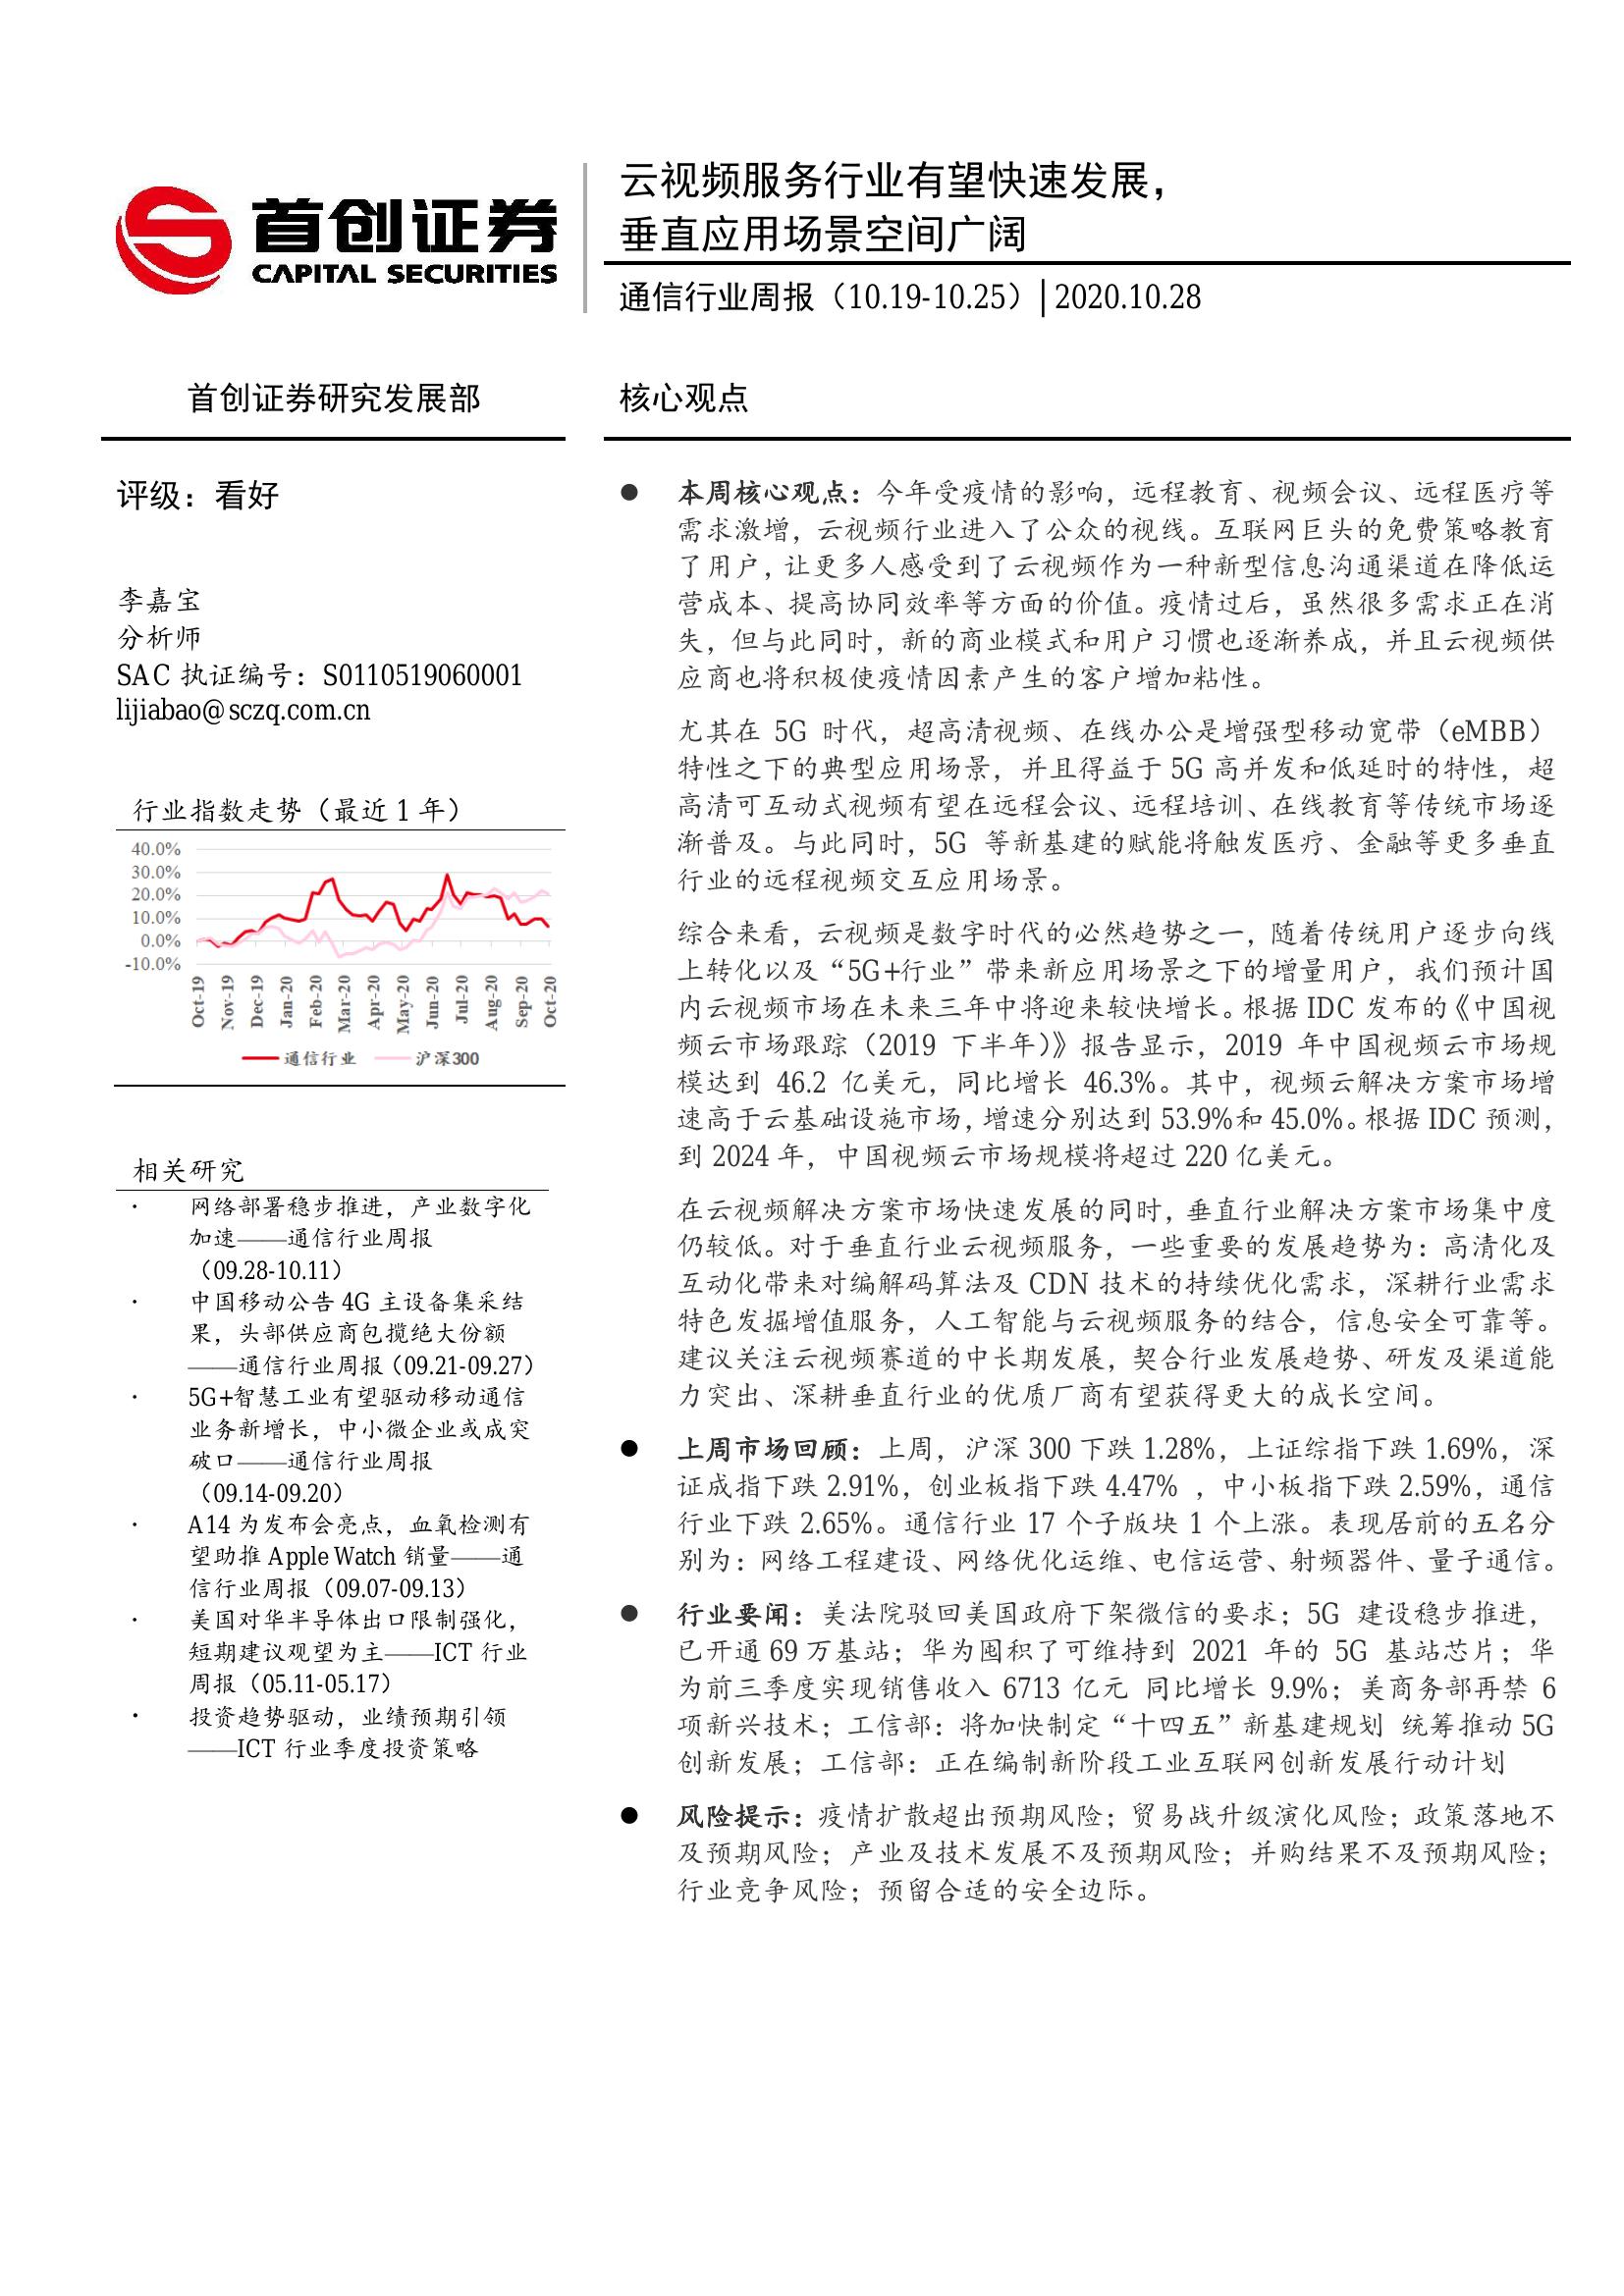 首创证券
CAPITAL SECURITIES
云视频服务行业有望快速发展，
垂直应用场景空间广阔
通信行业周报（10.19-10.25）| 2020.10.28
首创证券研究发展部
评级：看好
李嘉宝
分析师
SAC 执证编号：S0110519060001
lijiabao@sczq.com.cn
行业指数走势（最近 1 年）
40.0%
30.0%
20.0%
10.0%
0.0%
-10.0%
Oct-19
Nov-19
Dec-19
Jan-20
Feb-20
Mar-20
Apr-20
May-20
Jun-20
Jul-20
Aug-20
Sep-20
Oct-20
通信行业
沪深300
相关研究
· 网络部署稳步推进，产业数字化
加速——通信行业周报
（09.28-10.11）
· 中国移动公告 4G 主设备集采结
果，头部供应商包揽绝大份额
——通信行业周报（09.21-09.27）
· 5G+智慧工业有望驱动移动通信
业务新增长，中小微企业或成突
破口——通信行业周报
（09.14-09.20）
· A14 为发布会亮点，血氧检测有
望助推 Apple Watch 销量——通
信行业周报（09.07-09.13）
· 美国对华半导体出口限制强化，
短期建议观望为主——ICT 行业
周报（05.11-05.17）
· 投资趋势驱动，业绩预期引领
——ICT 行业季度投资策略
核心观点
● 本周核心观点：今年受疫情的影响，远程教育、视频会议、远程医疗等
需求激增，云视频行业进入了公众的视线。互联网巨头的免费策略教育
了用户，让更多人感受到了云视频作为一种新型信息沟通渠道在降低运
营成本、提高协同效率等方面的价值。疫情过后，虽然很多需求正在消
失，但与此同时，新的商业模式和用户习惯也逐渐养成，并且云视频供
应商也将积极使疫情因素产生的客户增加粘性。
尤其在 5G 时代，超高清视频、在线办公是增强型移动宽带（eMBB）
特性之下的典型应用场景，并且得益于 5G 高并发和低延时的特性，超
高清可互动式视频有望在远程会议、远程培训、在线教育等传统市场逐
渐普及。与此同时，5G 等新基建的赋能将触发医疗、金融等更多垂直
行业的远程视频交互应用场景。
综合来看，云视频是数字时代的必然趋势之一，随着传统用户逐步向线
上转化以及“5G+行业”带来新应用场景之下的增量用户，我们预计国
内云视频市场在未来三年中将迎来较快增长。根据 IDC 发布的《中国视
频云市场跟踪（2019 下半年）》报告显示，2019 年中国视频云市场规
模达到 46.2 亿美元，同比增长 46.3%。其中，视频云解决方案市场增
速高于云基础设施市场，增速分别达到 53.9%和 45.0%。根据 IDC 预测，
到 2024 年，中国视频云市场规模将超过 220 亿美元。
在云视频解决方案市场快速发展的同时，垂直行业解决方案市场集中度
仍较低。对于垂直行业云视频服务，一些重要的发展趋势为：高清化及
互动化带来对编解码算法及 CDN 技术的持续优化需求，深耕行业需求
特色发掘增值服务，人工智能与云视频服务的结合，信息安全可靠等。
建议关注云视频赛道的中长期发展，契合行业发展趋势、研发及渠道能
力突出、深耕垂直行业的优质厂商有望获得更大的成长空间。
● 上周市场回顾：上周，沪深 300 下跌 1.28%，上证综指下跌 1.69%，深
证成指下跌 2.91%，创业板指下跌 4.47% ，中小板指下跌 2.59%，通信
行业下跌 2.65%。通信行业 17 个子版块 1 个上涨。表现居前的五名分
别为：网络工程建设、网络优化运维、电信运营、射频器件、量子通信。
● 行业要闻：美法院驳回美国政府下架微信的要求；5G 建设稳步推进，
已开通 69 万基站；华为囤积了可维持到 2021 年的 5G 基站芯片；华
为前三季度实现销售收入 6713 亿元 同比增长 9.9%；美商务部再禁 6
项新兴技术；工信部：将加快制定“十四五”新基建规划 统筹推动 5G
创新发展；工信部：正在编制新阶段工业互联网创新发展行动计划
● 风险提示：疫情扩散超出预期风险；贸易战升级演化风险；政策落地不
及预期风险；产业及技术发展不及预期风险；并购结果不及预期风险；
行业竞争风险；预留合适的安全边际。